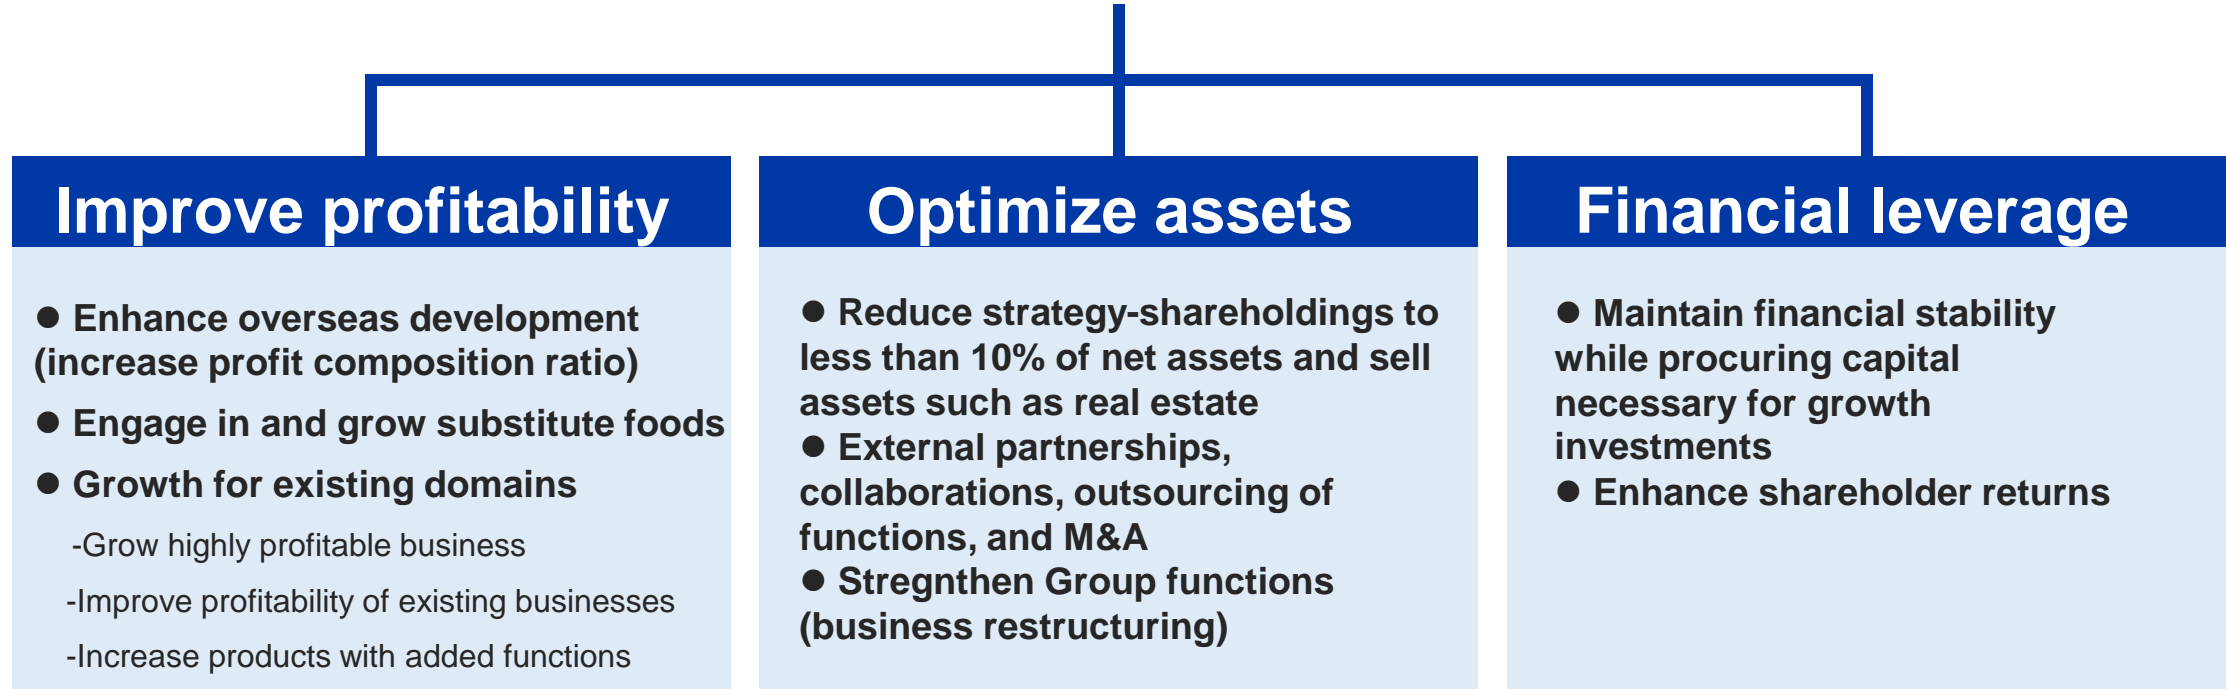 Improve profitability
● Enhance overseas development
(increase profit composition ratio)
● Engage in and grow substitute foods
● Growth for existing domains
-Grow highly profitable business
-Improve profitability of existing businesses
-Increase products with added functions
Optimize assets
● Reduce strategy-shareholdings to
less than 10% of net assets and sell
assets such as real estate
● External partnerships,
collaborations, outsourcing of
functions, and M&A
● Stregnthen Group functions
(business restructuring)
Financial leverage
● Maintain financial stability
while procuring capital
necessary for growth
investments
● Enhance shareholder returns